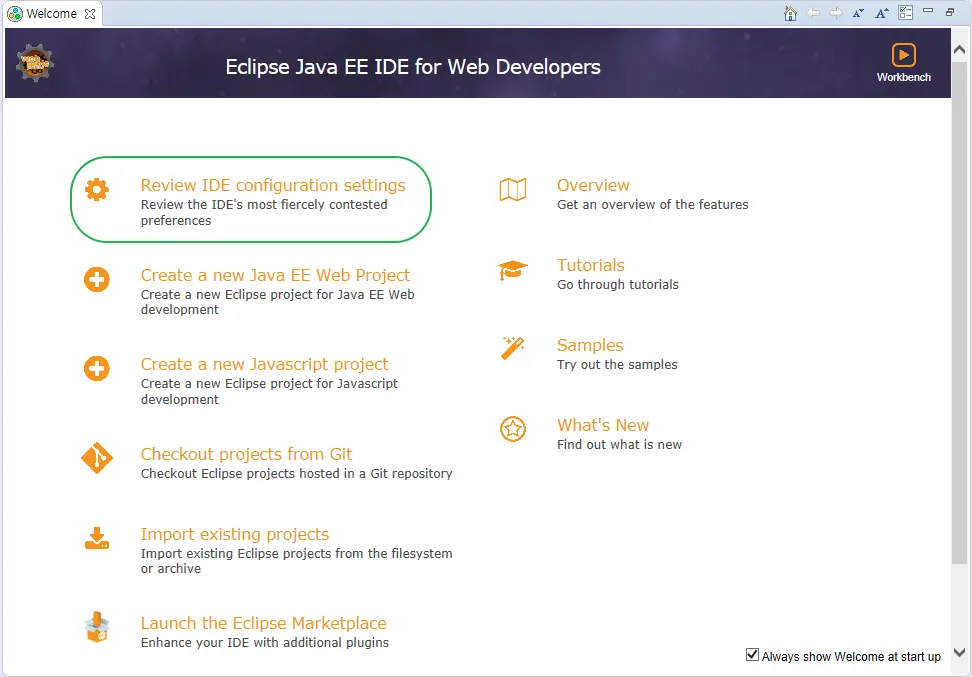 Welcome
Eclipse Java EE IDE for Web Developers
Workbench
Review IDE configuration settings
Review the IDE's most fiercely contested
preferences
Create a new Java EE Web Project
Create a new Eclipse project for Java EE Web
development
Create a new Javascript project
Create a new Eclipse project for Javascript
development
Checkout projects from Git
Checkout Eclipse projects hosted in a Git repository
Import existing projects
Import existing Eclipse projects from the filesystem
or archive
Launch the Eclipse Marketplace
Enhance your IDE with additional plugins
Overview
Get an overview of the features
Tutorials
Go through tutorials
Samples
Try out the samples
What's New
Find out what is new
Always show Welcome at start up